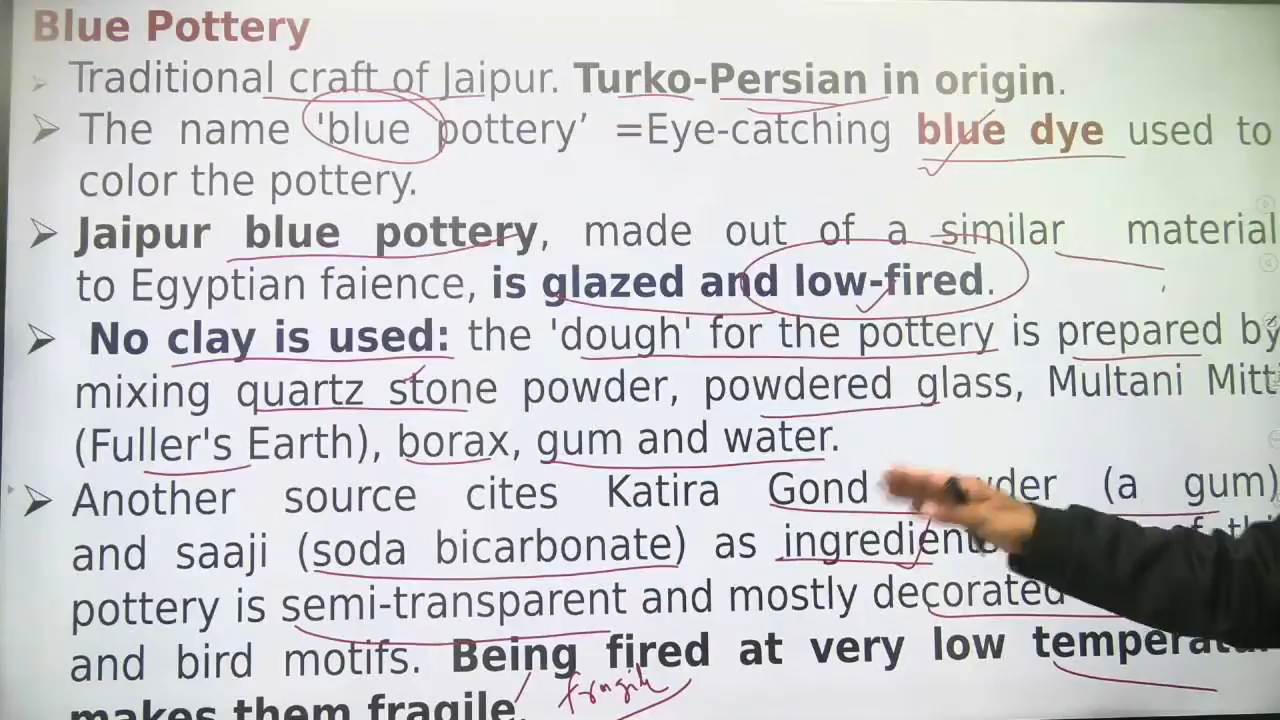 Blue Pottery
➢ Traditional craft of Jaipur. Turko-Persian in origin.
➢ The name 'blue pottery’ =Eye-catching blue dye used to
color the pottery.
➢ Jaipur blue pottery, made out of a similar material
to Egyptian faience, is glazed and low-fired.
➢ No clay is used: the 'dough' for the pottery is prepared by
mixing quartz stone powder, powdered glass, Multani Mitt
(Fuller's Earth), borax, gum and water.
➢ Another source cites Katira Gond (a gum)
and saaji (soda bicarbonate) as
pottery is semi-transparent and mostly decorated
and bird motifs. Being fired at very low
makes them fragile.
fragile